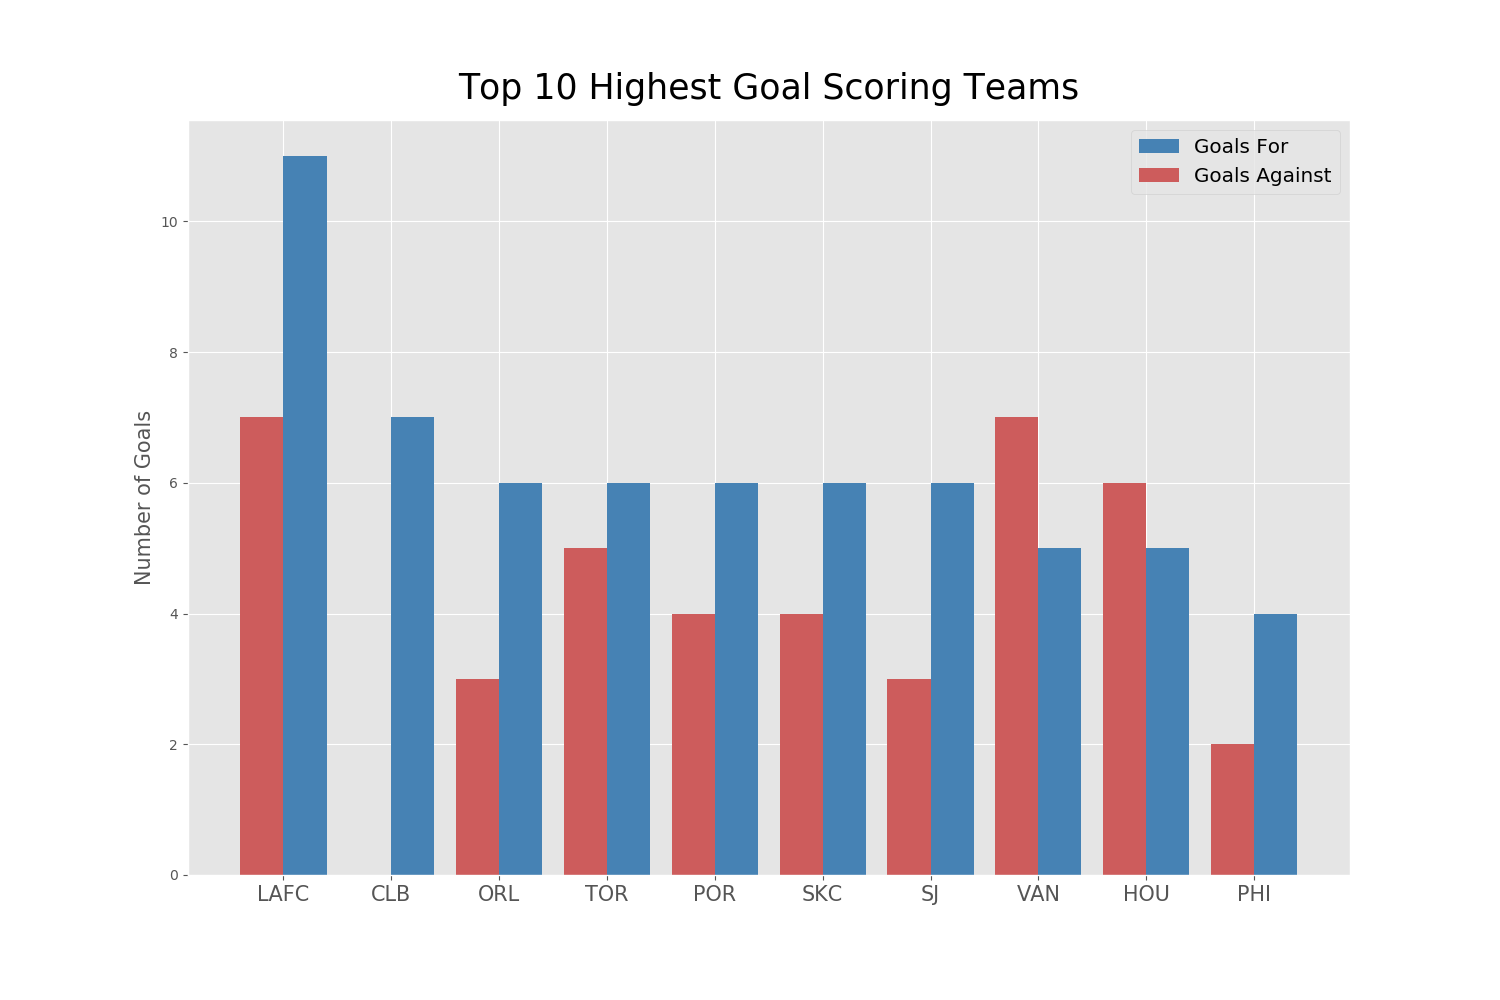 Top 10 Highest Goal Scoring Teams
Goals For
Goals Against
Number of Goals
10
8
6
4
2
0
LAFC CLB ORL TOR POR SKC SJ VAN HOU PHI